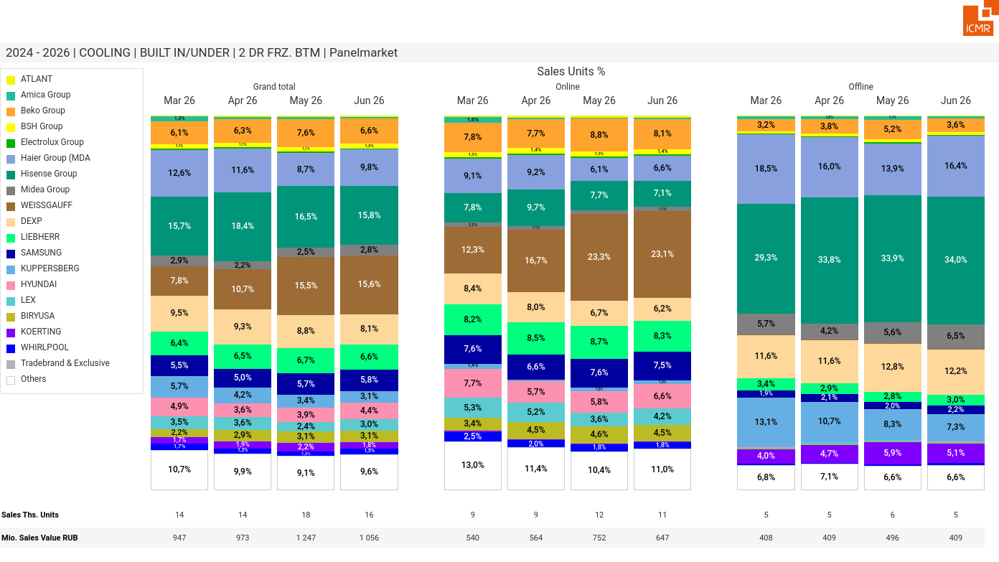 ICMR
2024 - 2026 | COOLING | BUILT IN/UNDER | 2 DR FRZ. BTM | Panelmarket
Sales Units %
Grand total Online Offline
Mar 26 Apr 26 May 26 Jun 26 Mar 26 Apr 26 May 26 Jun 26 Mar 26 Apr 26 May 26 Jun 26
ATLANT
Amica Group
Beko Group
BSH Group
Electrolux Group
Haier Group (MDA
Hisense Group
Midea Group
WEISSGAUFF
DEXP
LIEBHERR
SAMSUNG
KUPPERSBERG
HYUNDAI
LEX
BIRYUSA
KOERTING
WHIRLPOOL
Tradebrand & Exclusive
Others
1,3% 1,6% 1,0% 1,1%
6,1% 6,3% 7,6% 6,6% 7,8% 7,7% 8,8% 8,1% 3,2% 3,8% 5,2% 3,6%
1,1% 1,1% 1,1% 1,3% 1,3% 1,4% 1,3% 1,4%
12,6% 11,6% 8,7% 9,8% 9,1% 9,2% 6,1% 6,6% 18,5% 16,0% 13,9% 16,4%
15,7% 18,4% 16,5% 15,8% 7,8% 9,7% 7,7% 7,1% 29,3% 33,8% 33,9% 34,0%
2,9% 2,2% 2,5% 2,8% 1,2% 1,1% 1,1% 5,7% 4,2% 5,6% 6,5%
7,8% 10,7% 15,5% 15,6% 12,3% 16,7% 23,3% 23,1%
9,5% 9,3% 8,8% 8,1% 8,4% 8,0% 6,7% 6,2% 11,6% 11,6% 12,8% 12,2%
6,4% 6,5% 6,7% 6,6% 8,2% 8,5% 8,7% 8,3% 3,4% 2,9% 2,8% 3,0%
5,5% 5,0% 5,7% 5,8% 7,6% 6,6% 7,6% 7,5% 1,9% 2,1% 2,0% 2,2%
5,7% 4,2% 3,4% 3,1% 1,4% 1,0% 1,0% 13,1% 10,7% 8,3% 7,3%
4,9% 3,6% 3,9% 4,4% 7,7% 5,7% 5,8% 6,6%
3,5% 3,6% 2,4% 3,0% 5,3% 5,2% 3,6% 4,2%
2,2% 2,9% 3,1% 3,1% 3,4% 4,5% 4,6% 4,5%
1,7% 1,9% 2,2% 1,8% 4,0% 4,7% 5,9% 5,1%
1,7% 1,3% 1,3% 1,5% 2,5% 2,0% 1,8% 1,8%
10,7% 9,9% 9,1% 9,6% 13,0% 11,4% 10,4% 11,0% 6,8% 7,1% 6,6% 6,6%
Sales Ths. Units 14 14 18 16 9 9 12 11 5 5 6 5
Mio. Sales Value RUB 947 973 1 247 1 056 540 564 752 647 408 409 496 409